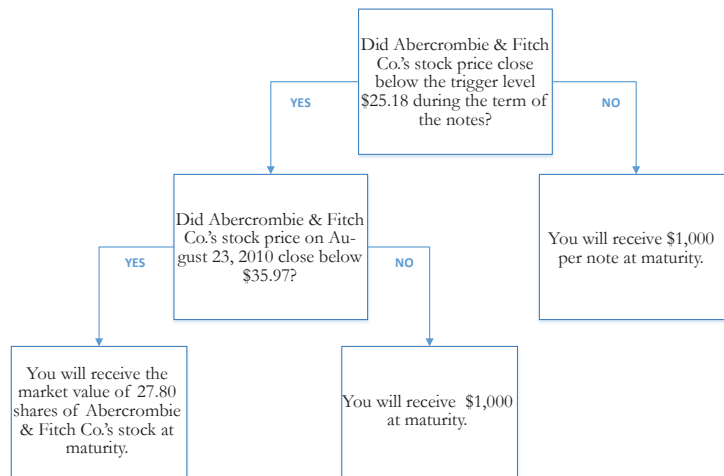 Did Abercrombie & Fitch
Co.'s stock price close
below the trigger level
$25.18 during the term of
the notes?
YES
NO
Did Abercrombie & Fitch
Co.'s stock price on Au-
gust 23, 2010 close below
$35.97?
You will receive $1,000
per note at maturity.
YES
NO
You will receive the
market value of 27.80
shares of Abercrombie
& Fitch Co.'s stock at
maturity.
You will receive $1,000
at maturity.